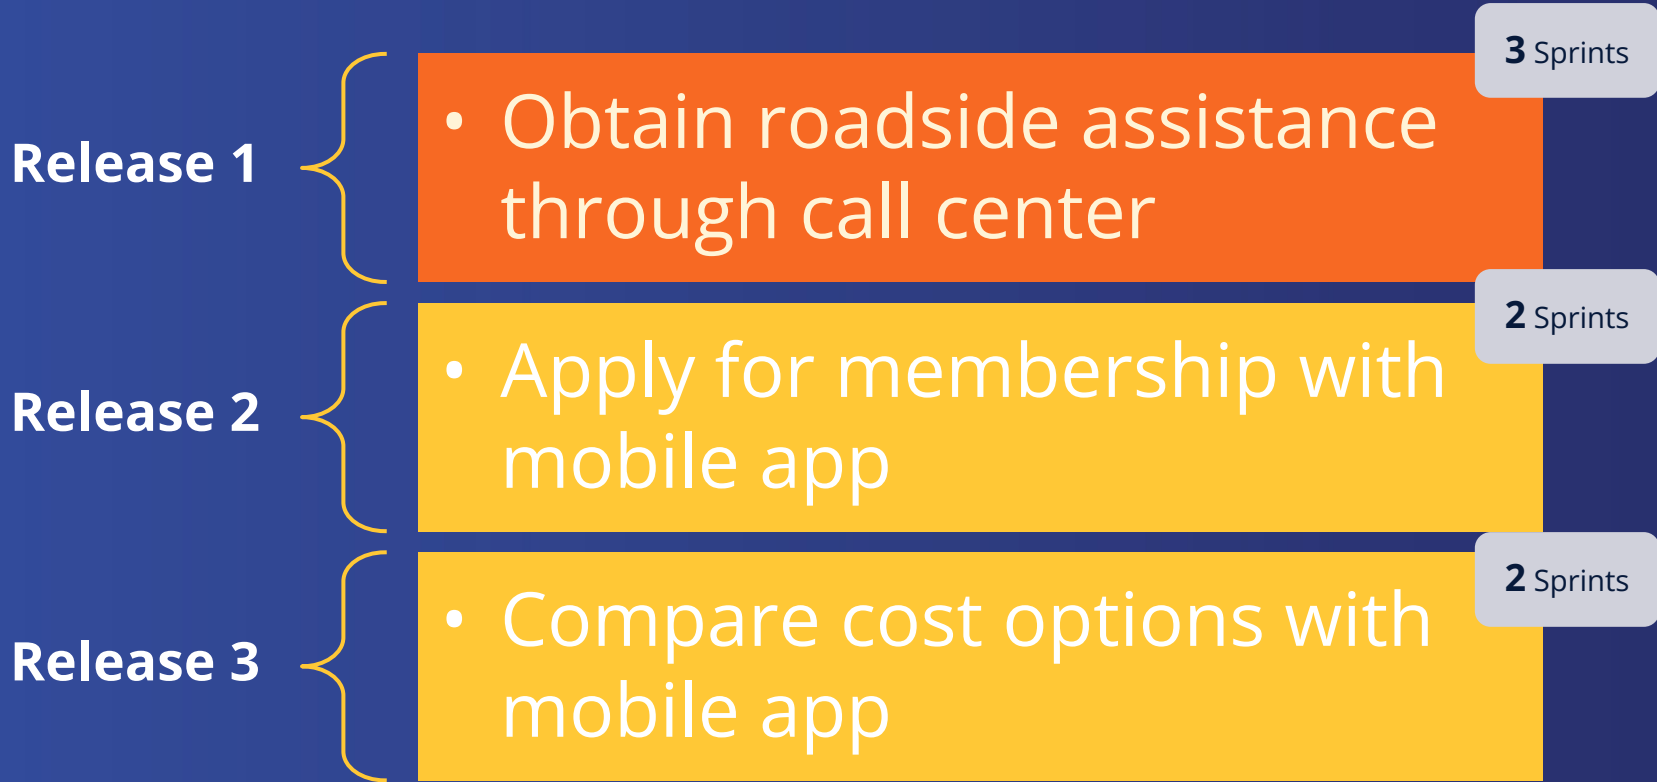 3 Sprints
Release 1
• Obtain roadside assistance
through call center
2 Sprints
Release 2
• Apply for membership with
mobile app
2 Sprints
Release 3
• Compare cost options with
mobile app